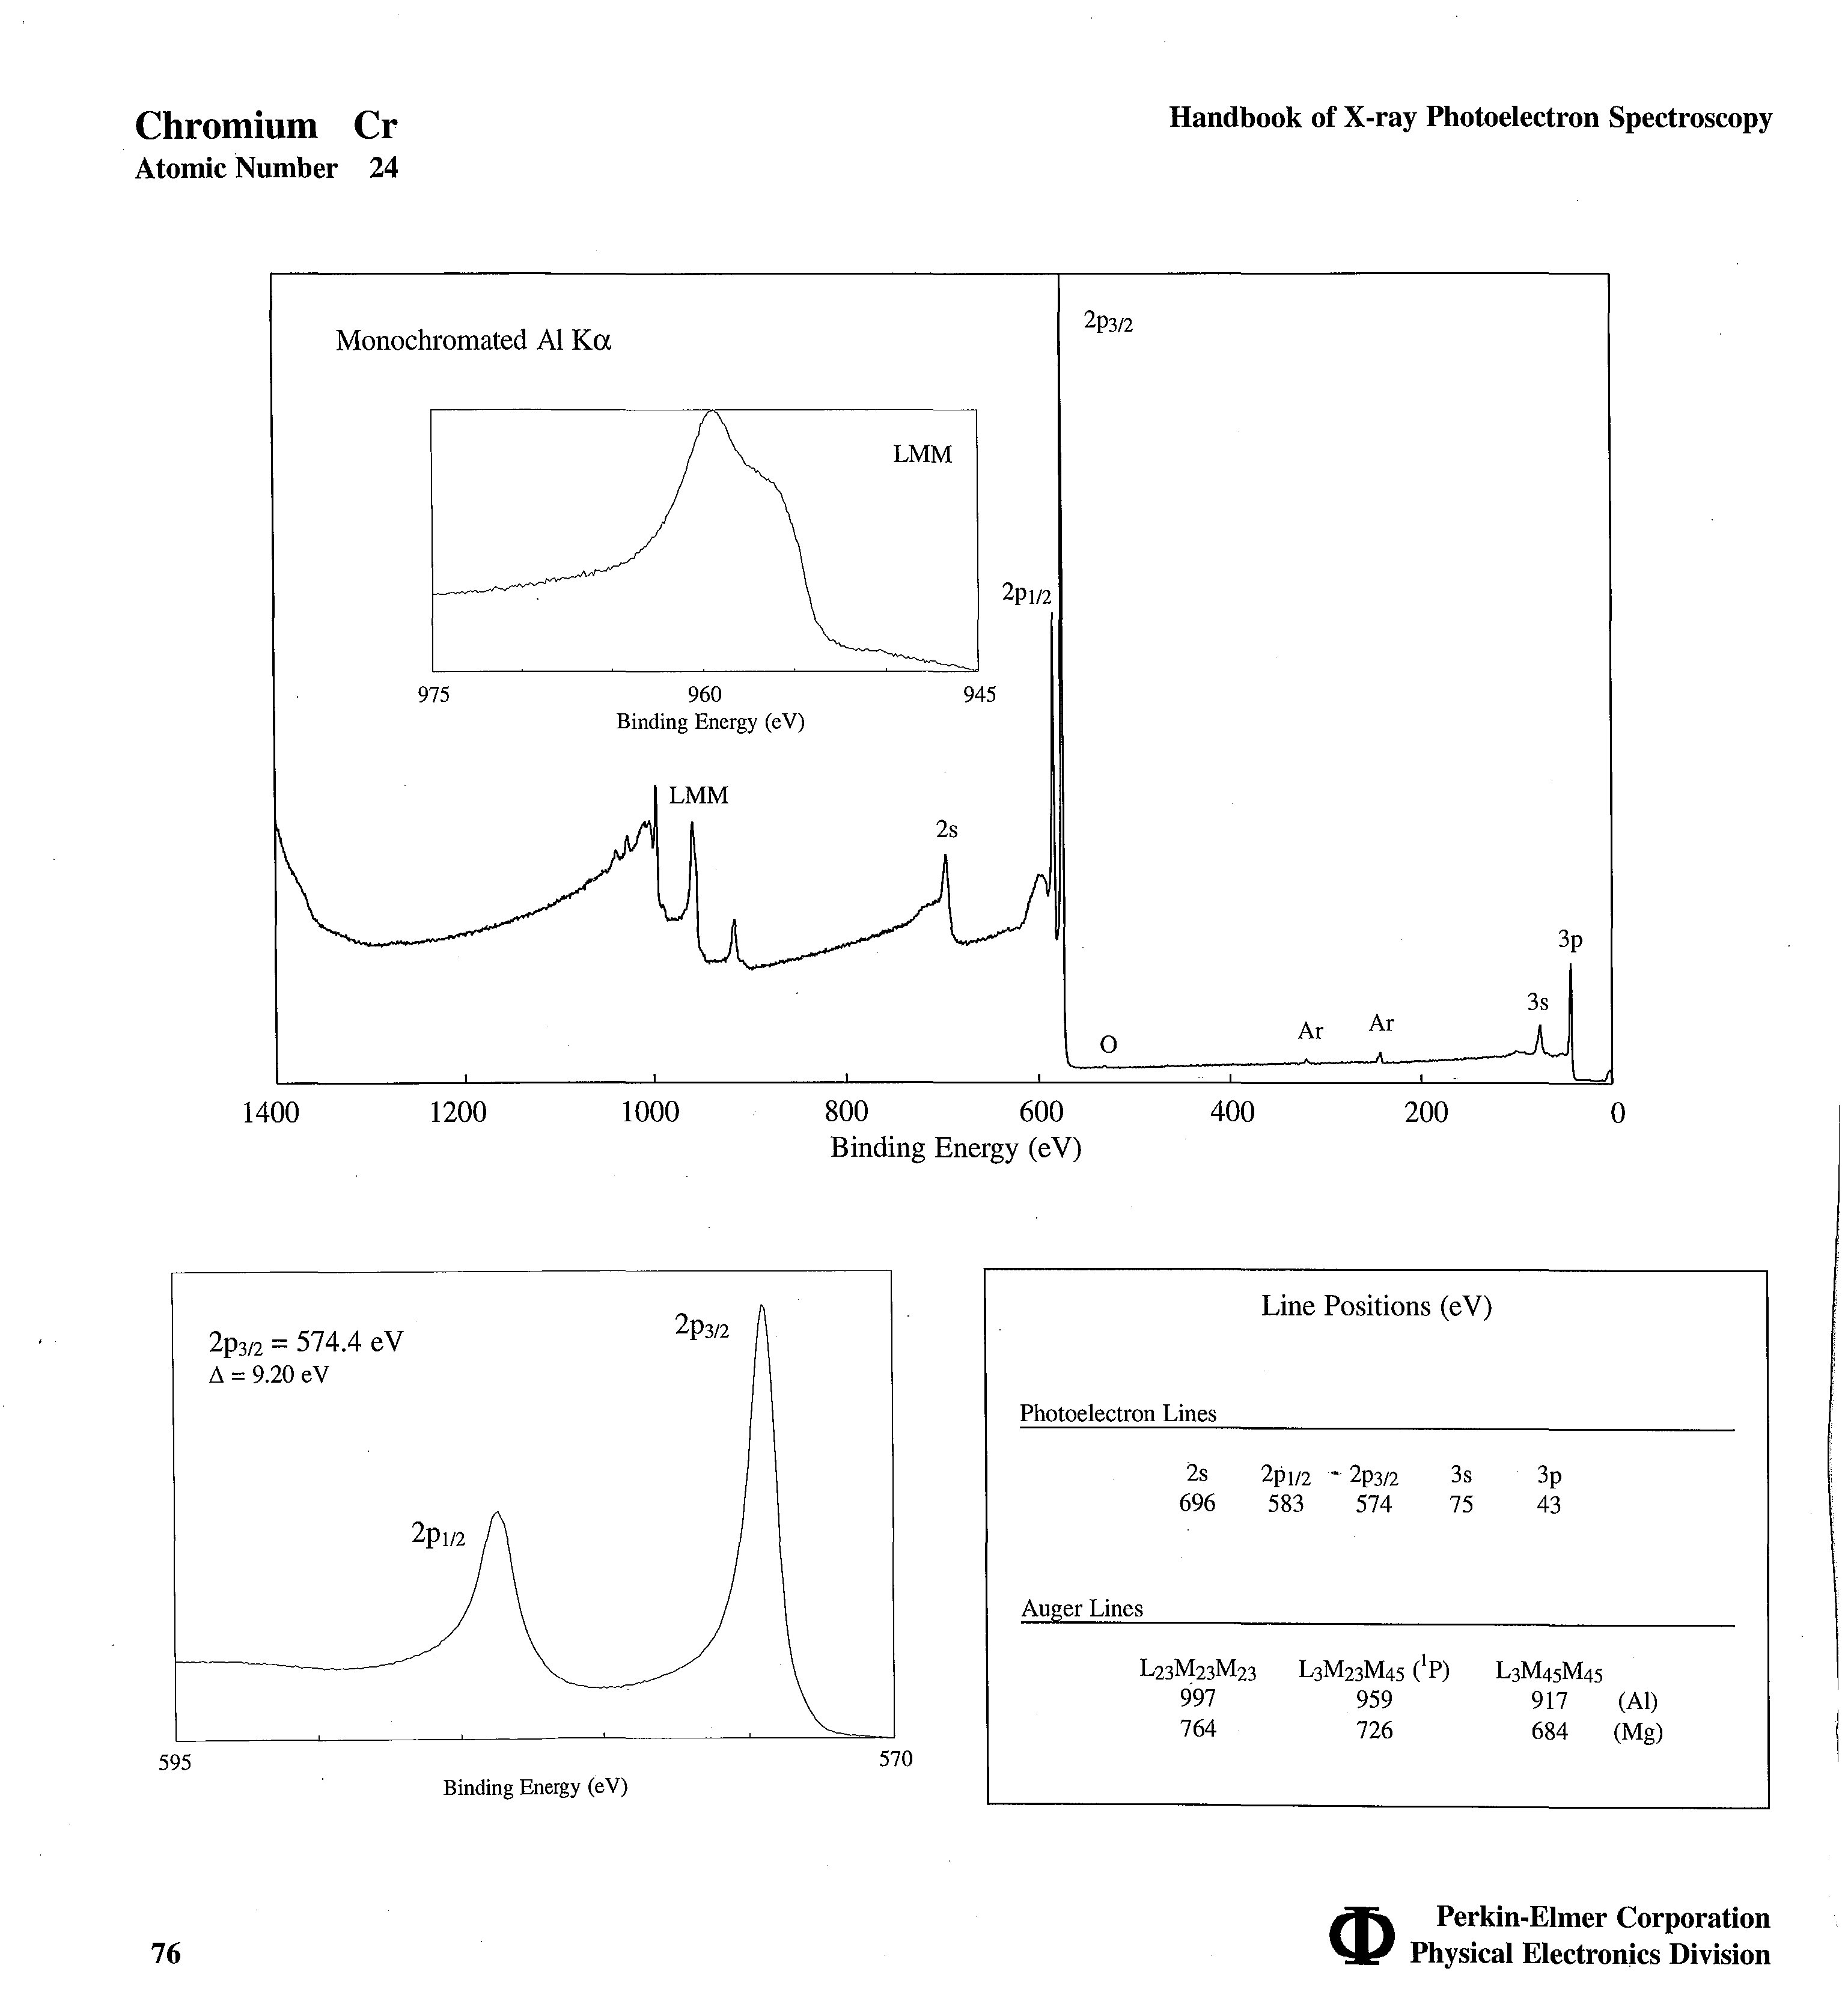 Chromium Cr
Handbook of X-ray Photoelectron Spectroscopy
Atomic Number 24
Monochromated Al Kα
2p3/2
LMM
2p1/2
975 960 945
Binding Energy (eV)
LMM
2s
3p
3s
Ar
Ar
O
1400 1200 1000 800 600 400 200 0
Binding Energy (eV)
2p3/2 = 574.4 eV
Δ = 9.20 eV
2p3/2
2p1/2
595 570
Binding Energy (eV)
Line Positions (eV)
Photoelectron Lines
2s 2p1/2 2p3/2 3s 3p
696 583 574 75 43
Auger Lines
L23M23M23 L3M23M45 (¹P) L3M45M45
997 959 917 (Al)
764 726 684 (Mg)
Perkin-Elmer Corporation
76
Physical Electronics Division